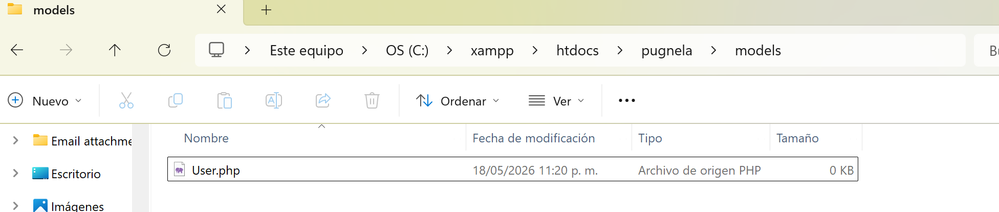 models
Este equipo > OS (C:) > xampp > htdocs > pugnela > models
Nuevo Ordenar Ver
Nombre Fecha de modificación Tipo Tamaño
Email attachme
User.php 18/05/2026 11:20 p. m. Archivo de origen PHP 0 KB
Escritorio
Imágenes